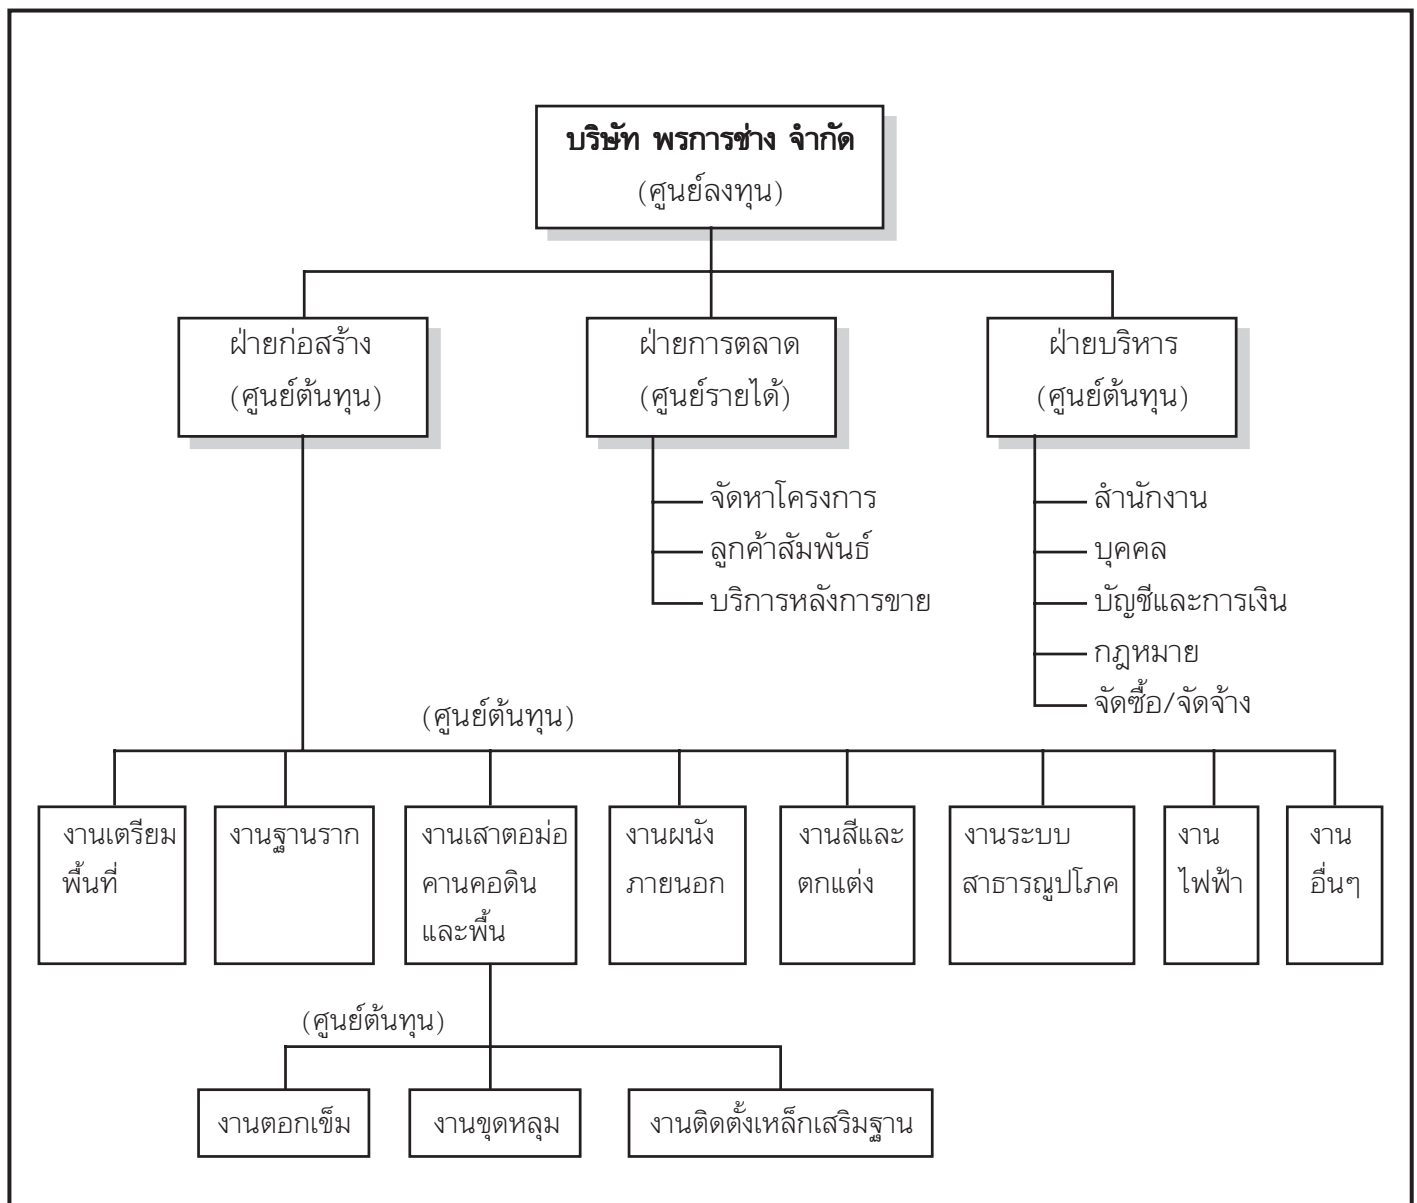 บริษัท พรการช่าง จำกัด
(ศูนย์ลงทุน)
ฝ่ายก่อสร้าง
(ศูนย์ต้นทุน)
ฝ่ายการตลาด
(ศูนย์รายได้)
ฝ่ายบริหาร
(ศูนย์ต้นทุน)
จัดหาโครงการ
ลูกค้าสัมพันธ์
บริการหลังการขาย
สำนักงาน
บุคคล
บัญชีและการเงิน
กฎหมาย
จัดซื้อ/จัดจ้าง
(ศูนย์ต้นทุน)
งานเตรียม
พื้นที่
งานฐานราก
งานเสาตอม่อ
คานคอดิน
และพื้น
งานผนัง
ภายนอก
งานสีและ
ตกแต่ง
งานระบบ
สาธารณูปโภค
งาน
ไฟฟ้า
งาน
อื่นๆ
(ศูนย์ต้นทุน)
งานตอกเข็ม
งานขุดหลุม
งานติดตั้งเหล็กเสริมฐาน